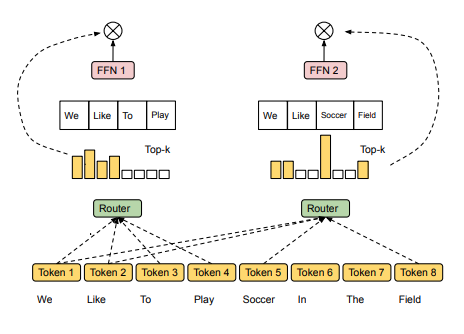 FFN 1 FFN 2
We Like To Play We Like Soccer Field
Top-k Top-k
Router Router
Token 1 Token 2 Token 3 Token 4 Token 5 Token 6 Token 7 Token 8
We Like To Play Soccer In The Field